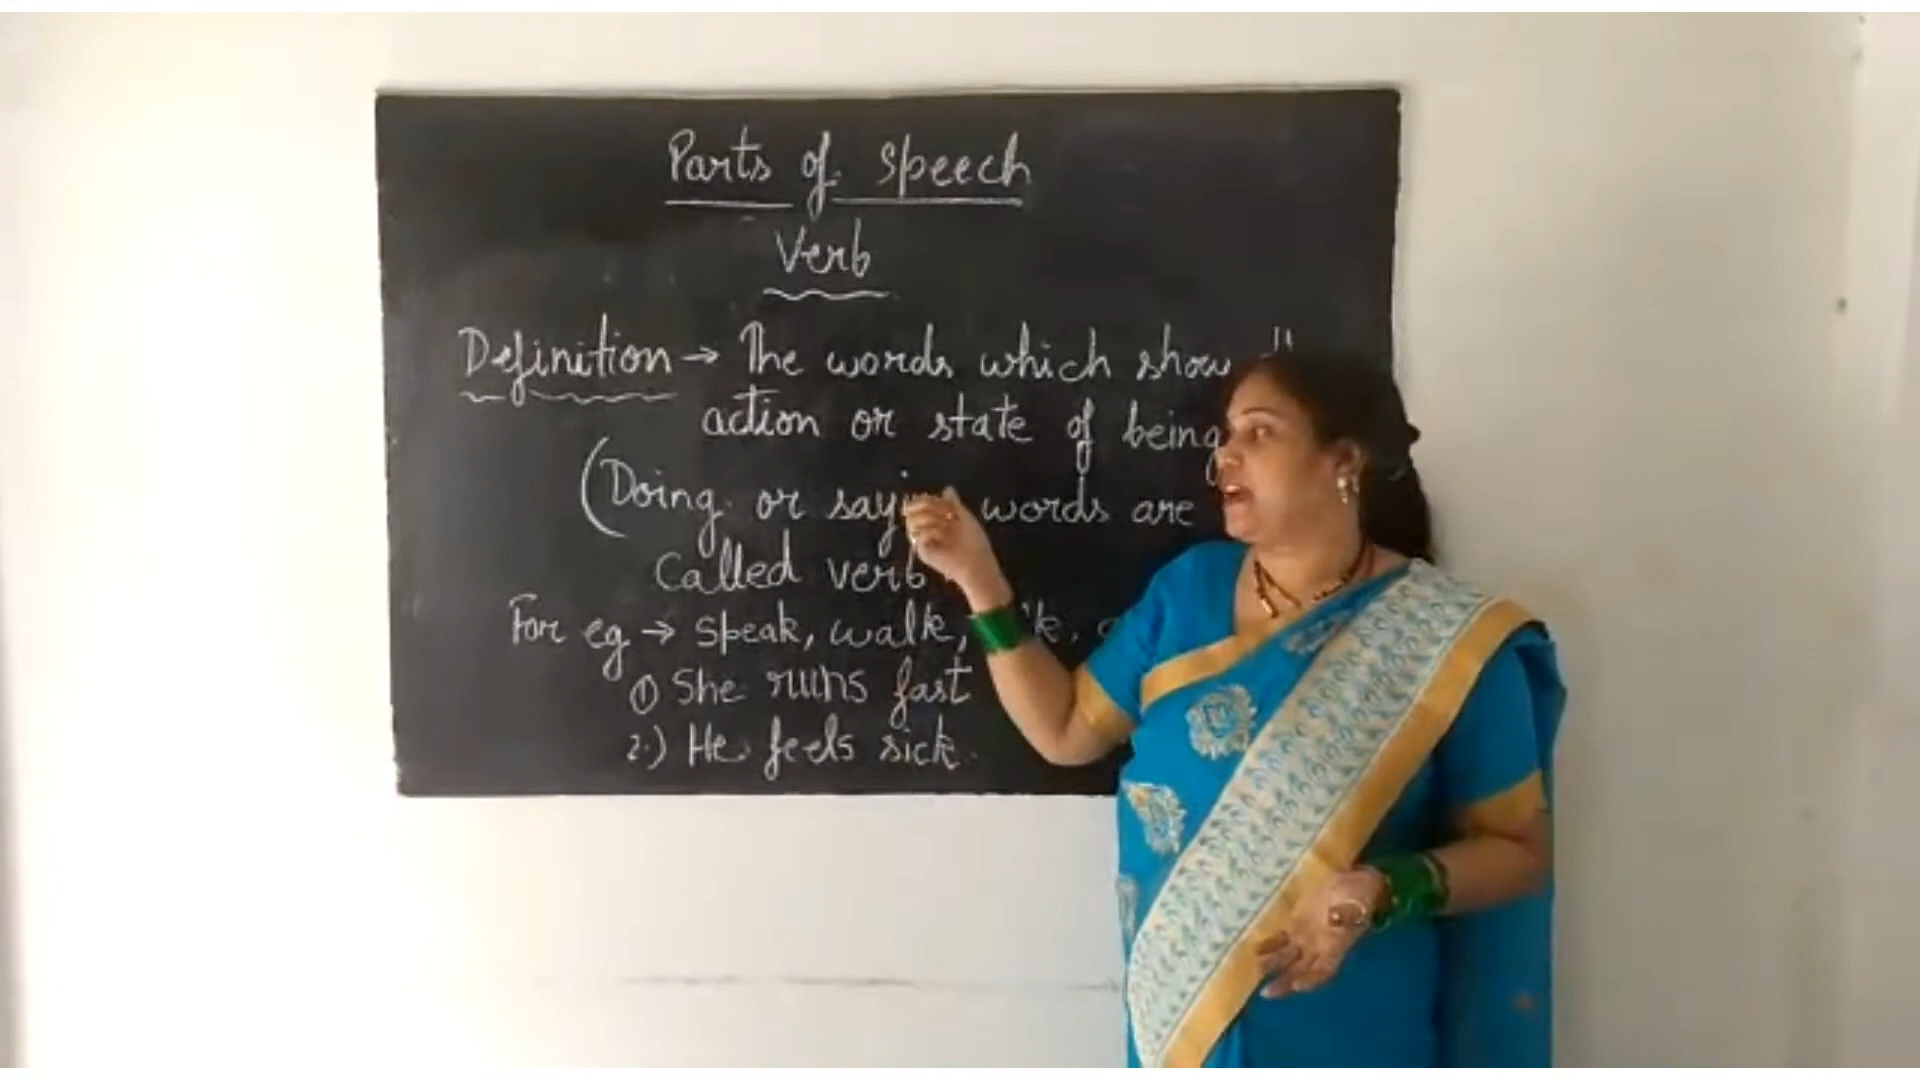 Parts of speech
Verb
Definition → The words which show
action or state of being
(Doing or saying words are
called verb
For eg → Speak, walk,
① She runs fast
2.) He feels sick.